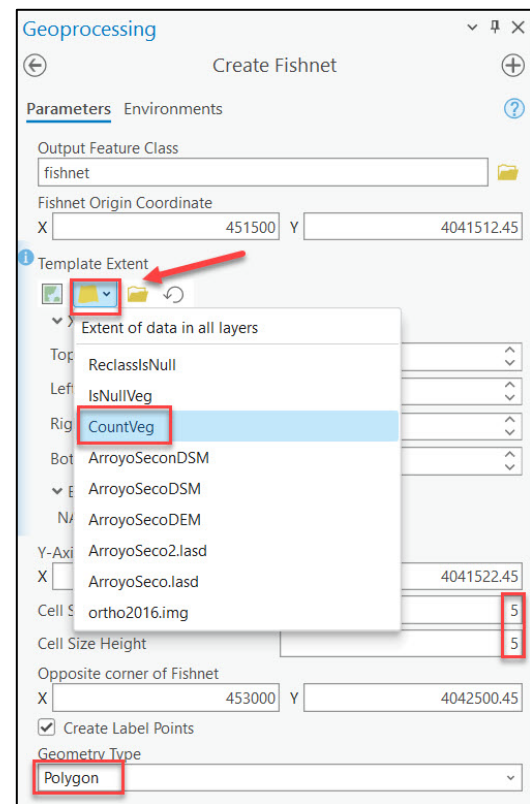 Geoprocessing
Create Fishnet
Parameters Environments
Output Feature Class
fishnet
Fishnet Origin Coordinate
X 451500 Y 4041512.45
Template Extent
Extent of data in all layers
Top
ReclassIsNull
Left
IsNullVeg
CountVeg
ArroyoSeconDSM
ArroyoSecoDSM
ArroyoSecoDEM
ArroyoSeco2.lasd
Y-Axi
X 4041522.45
ArroyoSeco.lasd
Cell S 5
ortho2016.img
Cell Size Height 5
Opposite corner of Fishnet
X 453000 Y 4042500.45
Create Label Points
Geometry Type
Polygon